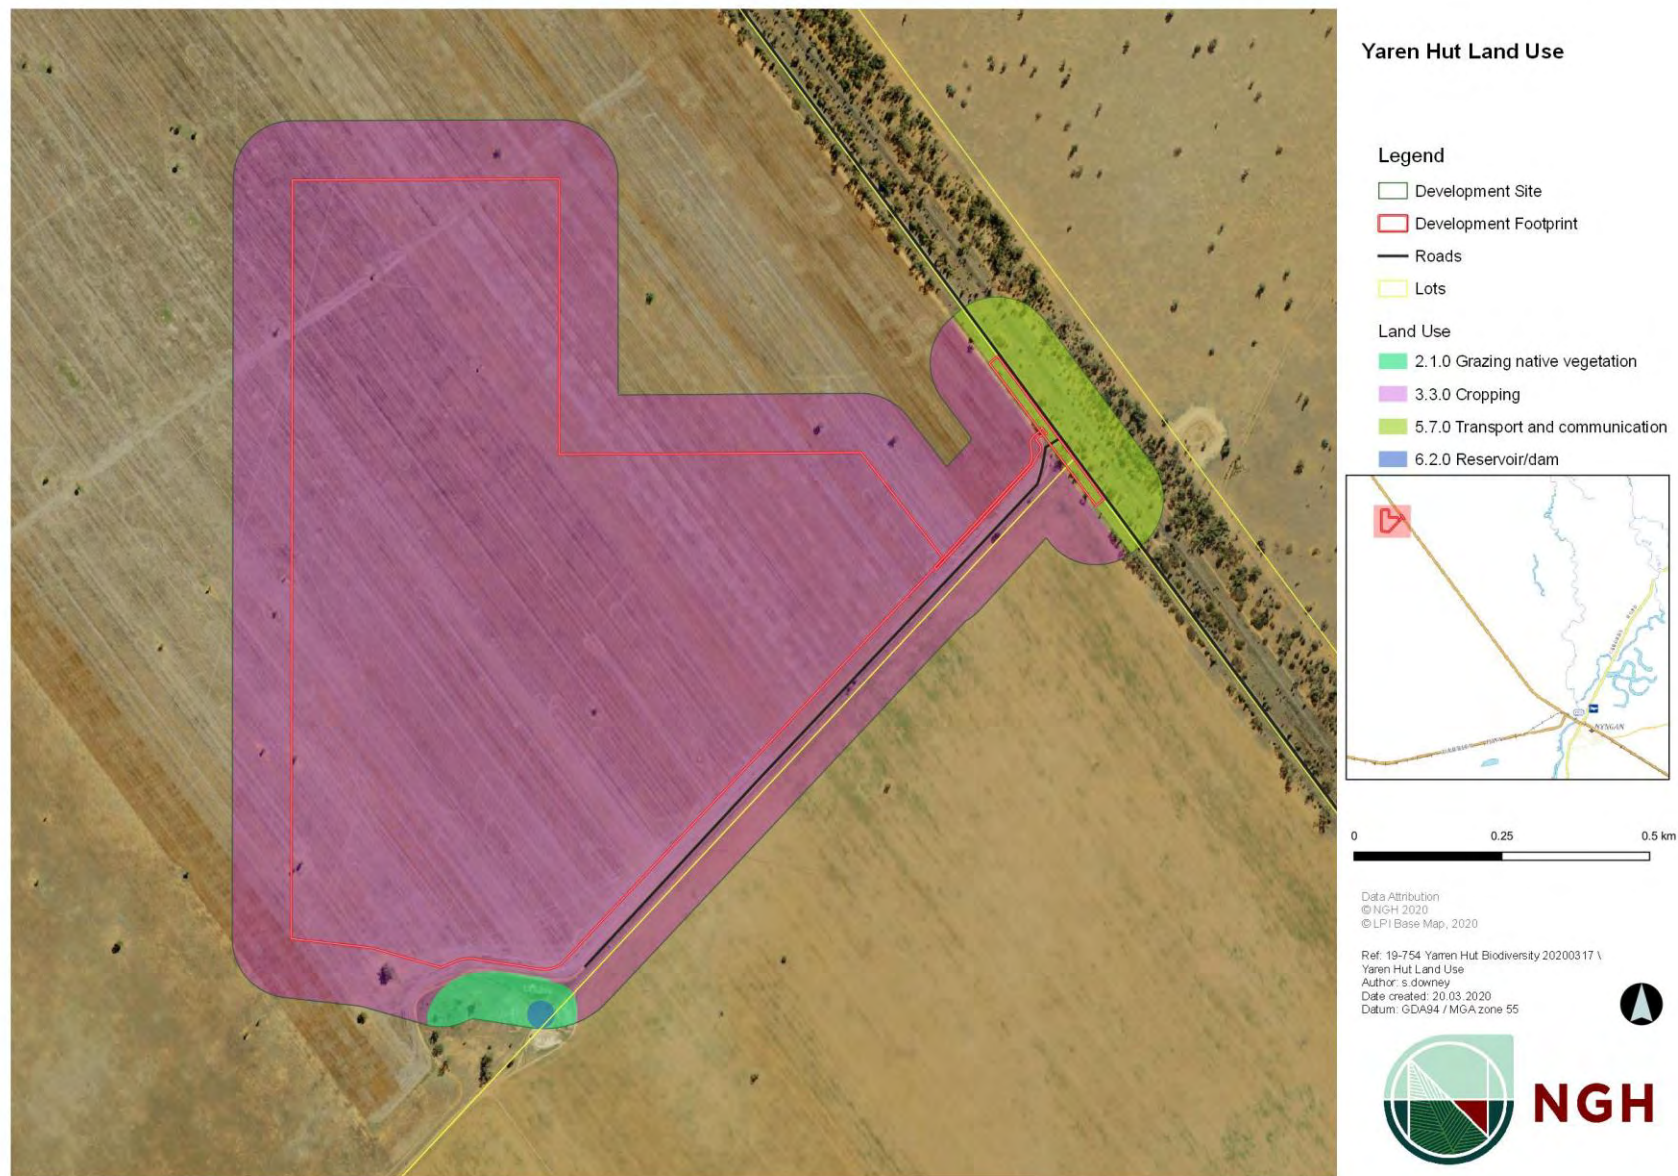 Yaren Hut Land Use
Legend
Development Site
Development Footprint
Roads
Lots
Land Use
2.1.0 Grazing native vegetation
3.3.0 Cropping
5.7.0 Transport and communication
6.2.0 Reservoir/dam
NYNGAN
0 0.25 0.5 km
Data Attribution
© NGH 2020
© LPI Base Map, 2020
Ref: 19-754 Yarren Hut Biodiversity 20200317 \
Yaren Hut Land Use
Author: s.downey
Date created: 20.03.2020
Datum: GDA94 / MGA zone 55
NGH